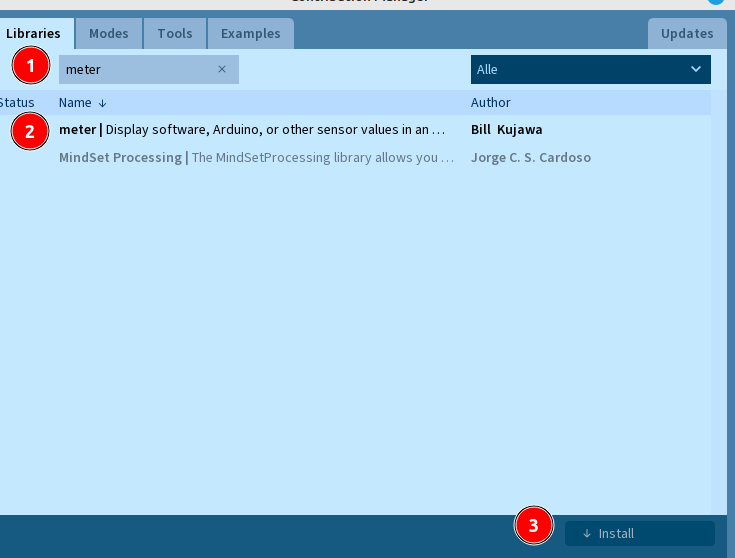 Libraries Modes Tools Examples Updates
1 meter × Alle
Status Name ↓ Author
2 meter | Display software, Arduino, or other sensor values in an … Bill Kujawa
MindSet Processing | The MindSetProcessing library allows you … Jorge C. S. Cardoso
3 ↓ Install